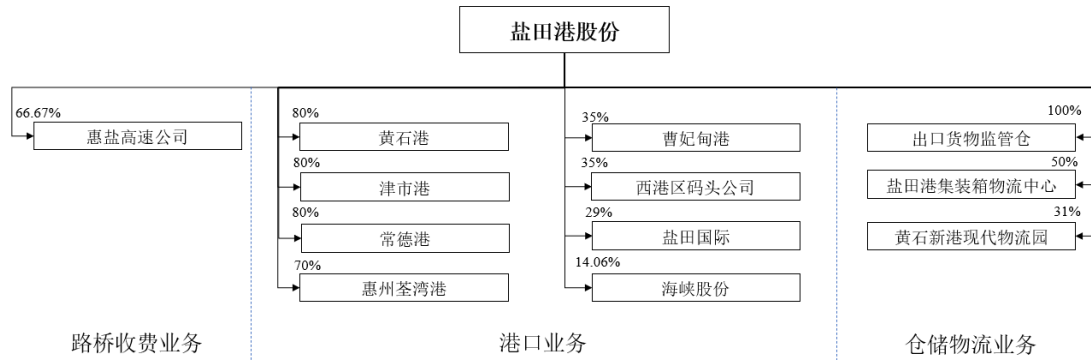 盐田港股份
66.67%
惠盐高速公司
80%
黄石港
80%
津市港
80%
常德港
70%
惠州荃湾港
35%
曹妃甸港
35%
西港区码头公司
29%
盐田国际
14.06%
海峡股份
100%
出口货物监管仓
50%
盐田港集装箱物流中心
31%
黄石新港现代物流园
路桥收费业务
港口业务
仓储物流业务